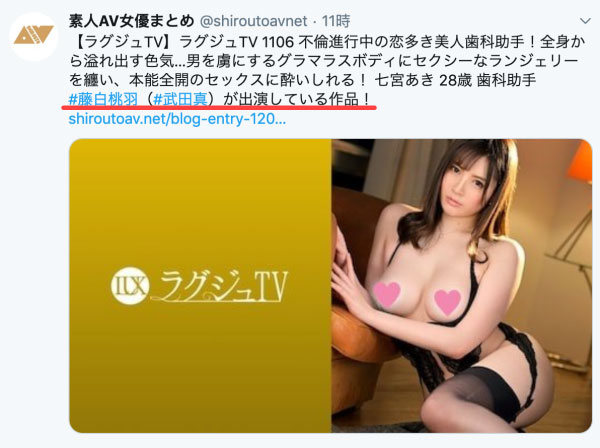 素人AV女優まとめ @shiroutoavnet・11時
【ラグジュTV】ラグジュTV 1106 不倫進行中の恋多き美人歯科助手！全身か
ら溢れ出す色気...男を虜にするグラマラスボディにセクシーなランジェリー
を纏い、本能全開のセックスに酔いしれる！ 七宮あき 28歳 歯科助手
#藤白桃羽（#武田真）が出演している作品！
shiroutoav.net/blog-entry-120...
LUX ラグジュTV